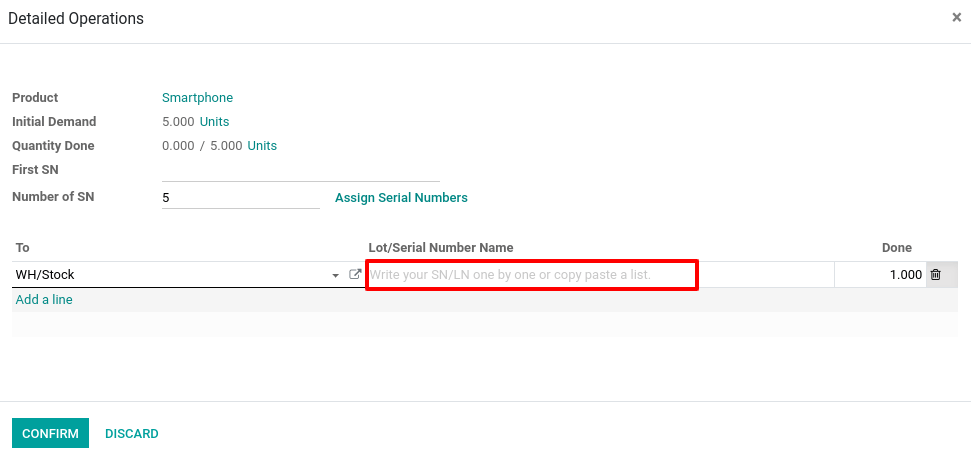 Detailed Operations ×
Product Smartphone
Initial Demand 5.000 Units
Quantity Done 0.000 / 5.000 Units
First SN
Number of SN 5 Assign Serial Numbers
To Lot/Serial Number Name Done
WH/Stock Write your SN/LN one by one or copy paste a list. 1.000
Add a line
CONFIRM DISCARD